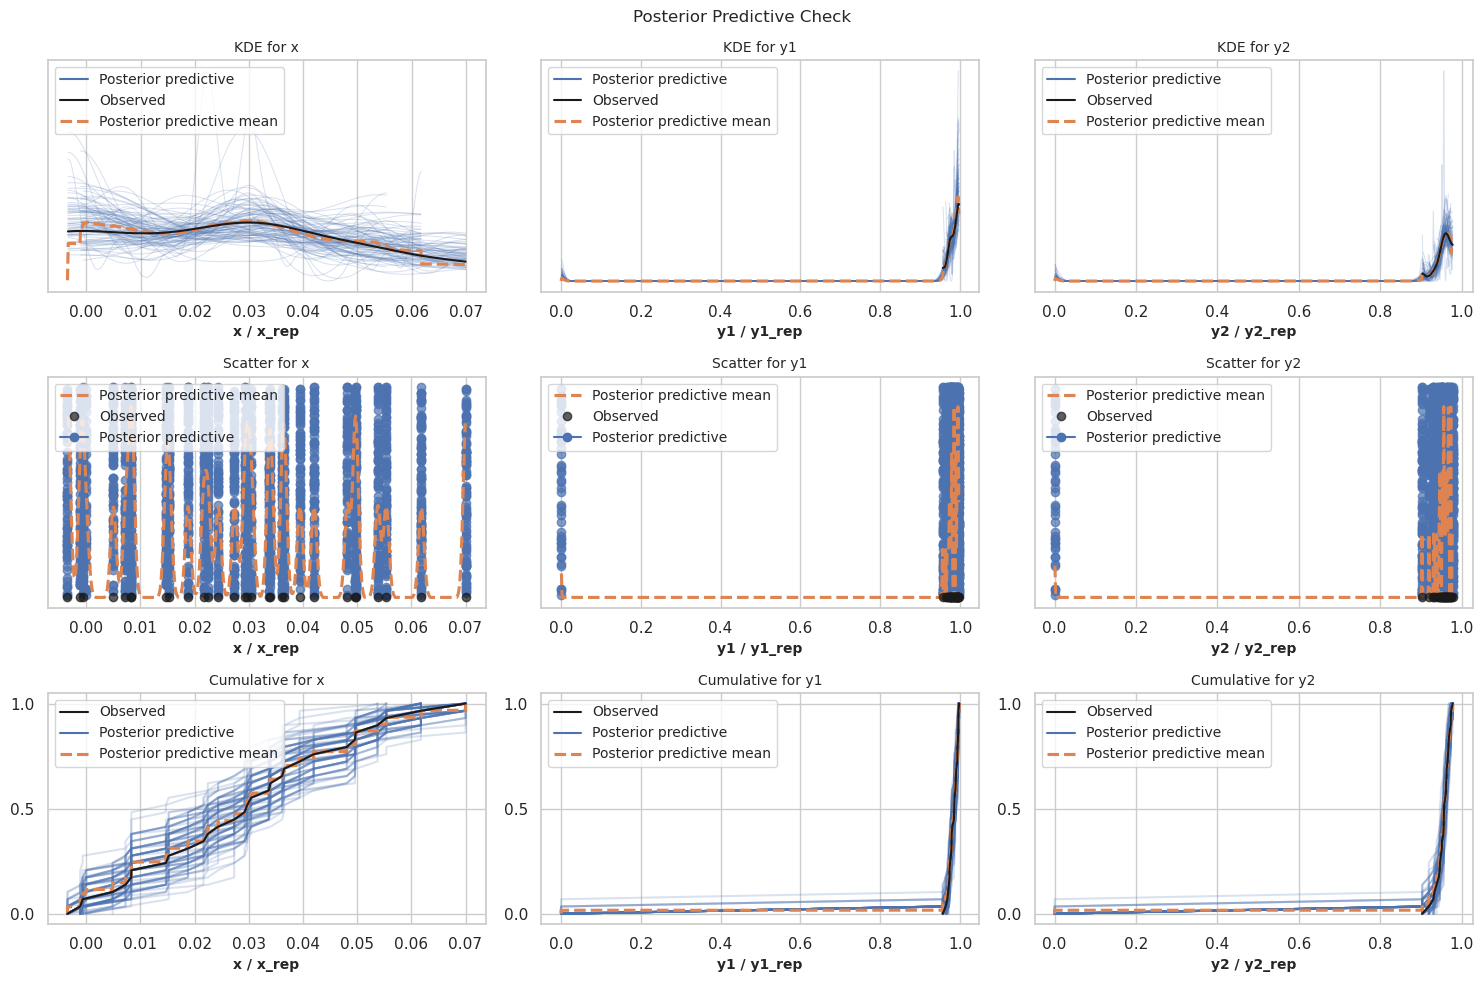 Posterior Predictive Check
KDE for x
Posterior predictive
Observed
Posterior predictive mean
0.00 0.01 0.02 0.03 0.04 0.05 0.06 0.07
x / x_rep
KDE for y1
Posterior predictive
Observed
Posterior predictive mean
0.0 0.2 0.4 0.6 0.8 1.0
y1 / y1_rep
KDE for y2
Posterior predictive
Observed
Posterior predictive mean
0.0 0.2 0.4 0.6 0.8 1.0
y2 / y2_rep
Scatter for x
Posterior predictive mean
Observed
Posterior predictive
0.00 0.01 0.02 0.03 0.04 0.05 0.06 0.07
x / x_rep
Scatter for y1
Posterior predictive mean
Observed
Posterior predictive
0.0 0.2 0.4 0.6 0.8 1.0
y1 / y1_rep
Scatter for y2
Posterior predictive mean
Observed
Posterior predictive
0.0 0.2 0.4 0.6 0.8 1.0
y2 / y2_rep
Cumulative for x
1.0
0.5
0.0
Observed
Posterior predictive
Posterior predictive mean
0.00 0.01 0.02 0.03 0.04 0.05 0.06 0.07
x / x_rep
Cumulative for y1
1.0
0.5
0.0
Observed
Posterior predictive
Posterior predictive mean
0.0 0.2 0.4 0.6 0.8 1.0
y1 / y1_rep
Cumulative for y2
1.0
0.5
0.0
Observed
Posterior predictive
Posterior predictive mean
0.0 0.2 0.4 0.6 0.8 1.0
y2 / y2_rep